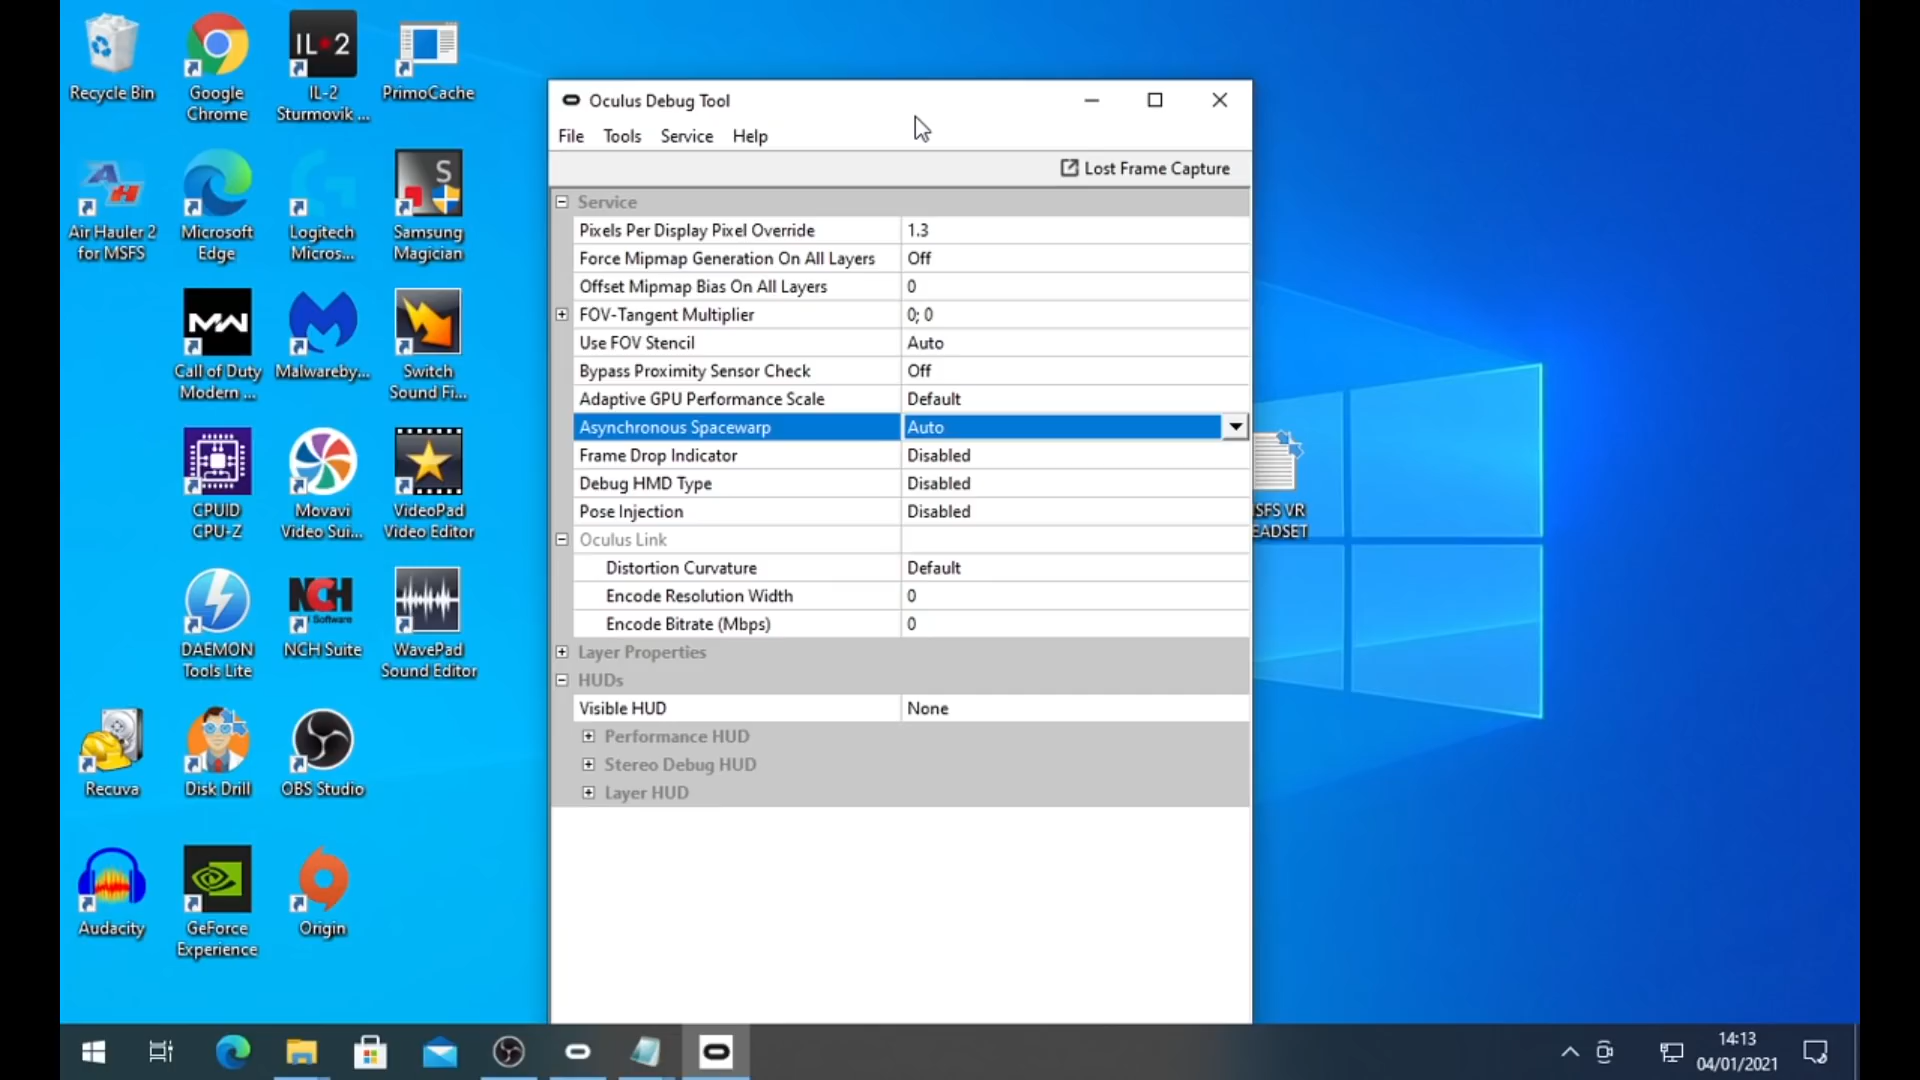 Recycle Bin
Google
Chrome
IL•2
IL-2
Sturmovik ...
PrimoCache
Air Hauler 2
for MSFS
Microsoft
Edge
Logitech
Micros...
S
Samsung
Magician
MW
Call of Duty
Modern ...
Malwareby...
Switch
Sound Fi...
CPUID
CPU-Z
Movavi
Video Sui...
VideoPad
Video Editor
DAEMON
Tools Lite
NCH
Software
NCH Suite
WavePad
Sound Editor
Recuva
Disk Drill
OBS Studio
Audacity
GeForce
Experience
Origin
Oculus Debug Tool
File Tools Service Help
Lost Frame Capture
Service
Pixels Per Display Pixel Override 1.3
Force Mipmap Generation On All Layers Off
Offset Mipmap Bias On All Layers 0
FOV-Tangent Multiplier 0; 0
Use FOV Stencil Auto
Bypass Proximity Sensor Check Off
Adaptive GPU Performance Scale Default
Asynchronous Spacewarp Auto
Frame Drop Indicator Disabled
Debug HMD Type Disabled
Pose Injection Disabled
Oculus Link
Distortion Curvature Default
Encode Resolution Width 0
Encode Bitrate (Mbps) 0
Layer Properties
HUDs
Visible HUD None
Performance HUD
Stereo Debug HUD
Layer HUD
SFS VR
EADSET
14:13
04/01/2021